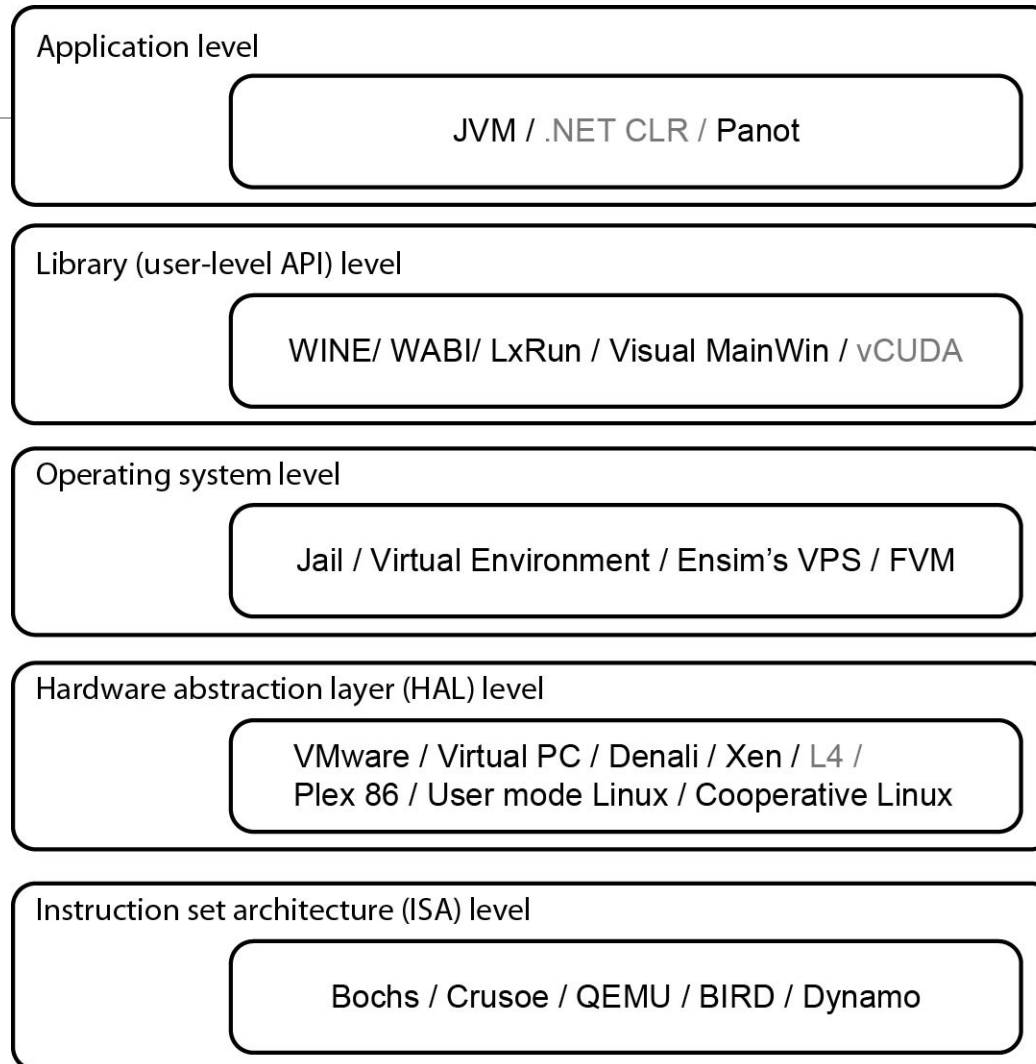 Application level
JVM / .NET CLR / Panot
Library (user-level API) level
WINE/ WABI/ LxRun / Visual MainWin / vCUDA
Operating system level
Jail / Virtual Environment / Ensim's VPS / FVM
Hardware abstraction layer (HAL) level
VMware / Virtual PC / Denali / Xen / L4 /
Plex 86 / User mode Linux / Cooperative Linux
Instruction set architecture (ISA) level
Bochs / Crusoe / QEMU / BIRD / Dynamo